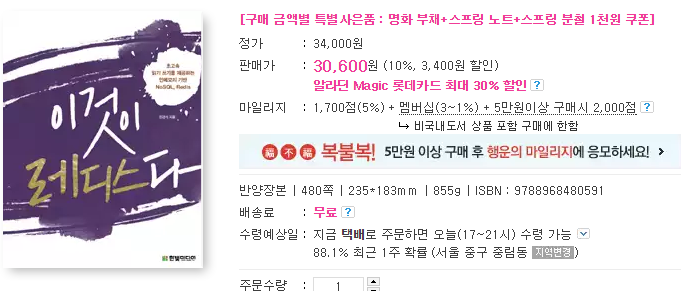 [구매 금액별 특별사은품 : 명화 부채+스프링 노트+스프링 분철 1천원 쿠폰]
정가 : 34,000원
판매가 : 30,600원 (10%, 3,400원 할인)
알라딘 Magic 롯데카드 최대 30% 할인 ?
마일리지 : 1,700점(5%) + 멤버십(3~1%) + 5만원이상 구매시 2,000점 ?
↳ 비국내도서 상품 포함 구매에 한함
福 不 福 복불복! 5만원 이상 구매 후 행운의 마일리지에 응모하세요! >
반양장본 | 480쪽 | 235*183mm | 855g | ISBN : 9788968480591
배송료 : 무료 ?
수령예상일 : 지금 택배로 주문하면 오늘(17~21시) 수령 가능
88.1% 최근 1주 확률 (서울 중구 중림동 지역변경)
주문수량 : 1
초고속
읽기 쓰기를 제공하는
인메모리 기반
NoSQL, Redis
이것이
레디스다
한빛미디어